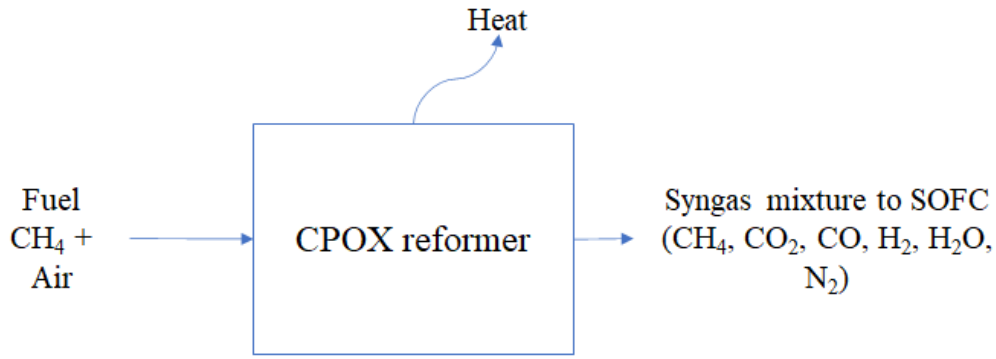 Heat
Fuel
CH₄ +
Air
CPOX reformer
Syngas mixture to SOFC
(CH₄, CO₂, CO, H₂, H₂O,
N₂)